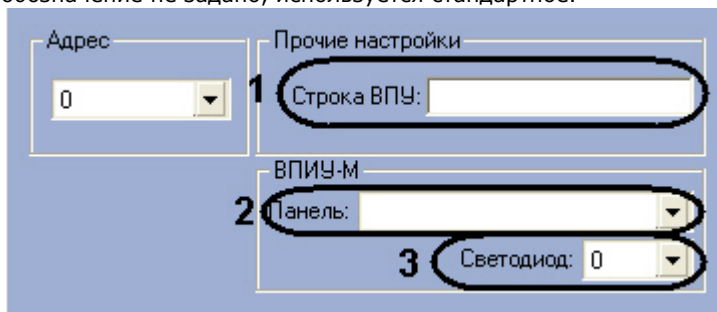 обозначение не задано, используется стандартное.
Адрес
Прочие настройки
0
1
Строка ВПУ:
ВПИУ-М
2
Панель:
3
Светодиод: 0